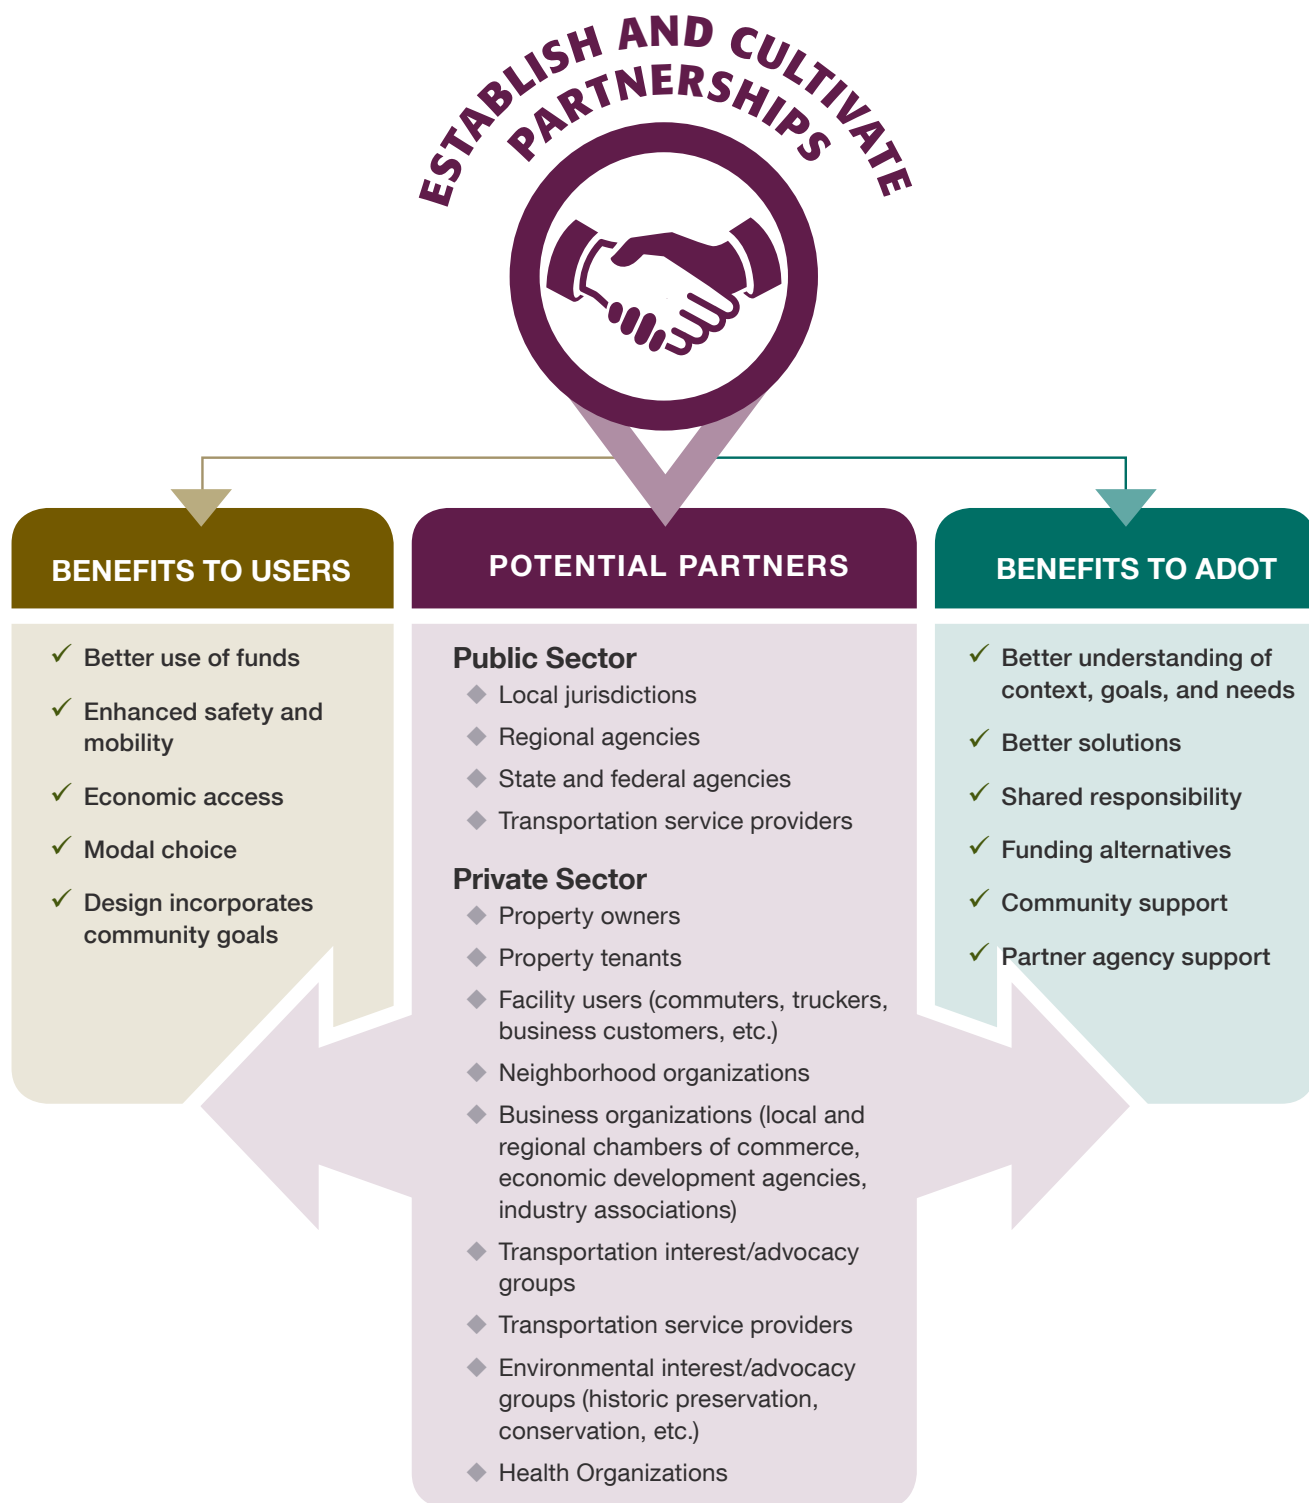 ESTABLISH AND CULTIVATE
PARTNERSHIPS
BENEFITS TO USERS
Better use of funds
Enhanced safety and
mobility
Economic access
Modal choice
Design incorporates
community goals
POTENTIAL PARTNERS
Public Sector
Local jurisdictions
Regional agencies
State and federal agencies
Transportation service providers
Private Sector
Property owners
Property tenants
Facility users (commuters, truckers,
business customers, etc.)
Neighborhood organizations
Business organizations (local and
regional chambers of commerce,
economic development agencies,
industry associations)
Transportation interest/advocacy
groups
Transportation service providers
Environmental interest/advocacy
groups (historic preservation,
conservation, etc.)
Health Organizations
BENEFITS TO ADOT
Better understanding of
context, goals, and needs
Better solutions
Shared responsibility
Funding alternatives
Community support
Partner agency support